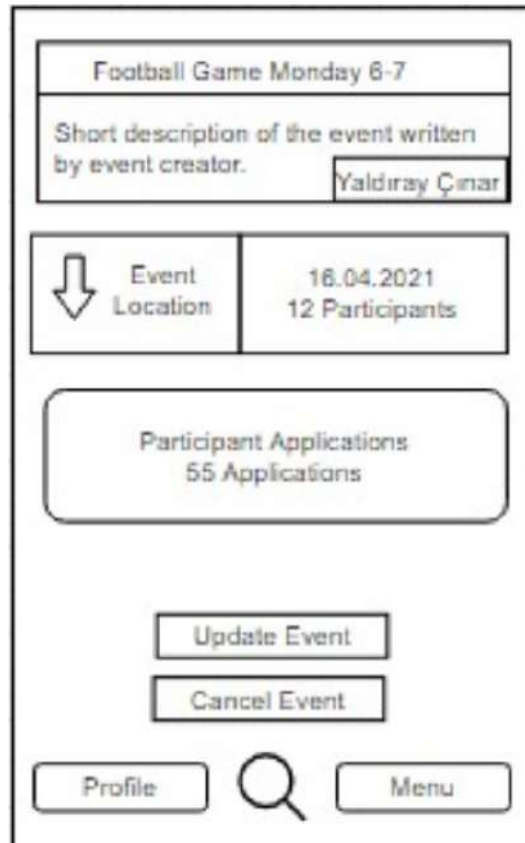 Football Game Monday 6-7
Short description of the event written
by event creator.
Yaldıray Çınar
Event
Location
16.04.2021
12 Participants
Participant Applications
55 Applications
Update Event
Cancel Event
Profile
Menu